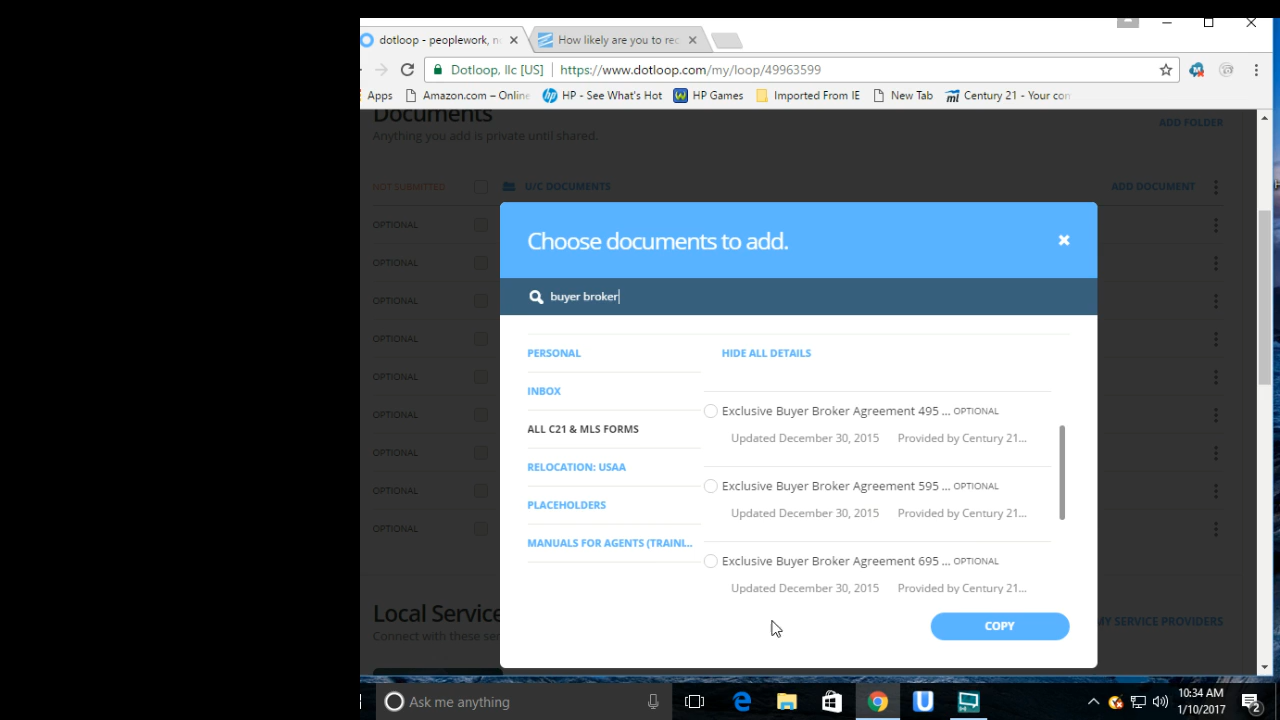 dotloop - peoplework, n
How likely are you to rec
Dotloop, llc [US] https://www.dotloop.com/my/loop/49963599
Apps Amazon.com – Online HP - See What's Hot HP Games Imported From IE New Tab Century 21 - Your con
Documents
Anything you add is private until shared.
ADD FOLDER
NOT SUBMITTED U/C DOCUMENTS ADD DOCUMENT
OPTIONAL
OPTIONAL
OPTIONAL
OPTIONAL
OPTIONAL
OPTIONAL
OPTIONAL
OPTIONAL
OPTIONAL
Choose documents to add.
buyer broker
PERSONAL
INBOX
ALL C21 & MLS FORMS
RELOCATION: USAA
PLACEHOLDERS
MANUALS FOR AGENTS (TRAINI...
HIDE ALL DETAILS
Exclusive Buyer Broker Agreement 495 ... OPTIONAL
Updated December 30, 2015 Provided by Century 21...
Exclusive Buyer Broker Agreement 595 ... OPTIONAL
Updated December 30, 2015 Provided by Century 21...
Exclusive Buyer Broker Agreement 695 ... OPTIONAL
Updated December 30, 2015 Provided by Century 21...
COPY
Local Service
Connect with these ser
MY SERVICE PROVIDERS
Ask me anything
10:34 AM
1/10/2017
2